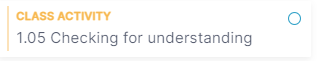 CLASS ACTIVITY
1.05 Checking for understanding